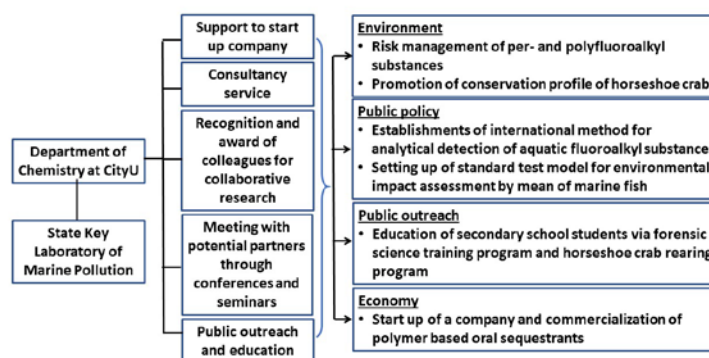 Department of
Chemistry at CityU
State Key
Laboratory of
Marine Pollution
Support to start
up company
Consultancy
service
Recognition and
award of
colleagues for
collaborative
research
Meeting with
potential partners
through
conferences and
seminars
Public outreach
and education
Environment
• Risk management of per- and polyfluoroalkyl
substances
• Promotion of conservation profile of horseshoe crab
Public policy
• Establishments of international method for
analytical detection of aquatic fluoroalkyl substance
• Setting up of standard test model for environmental
impact assessment by mean of marine fish
Public outreach
• Education of secondary school students via forensic
science training program and horseshoe crab rearing
program
Economy
• Start up of a company and commercialization of
polymer based oral sequestrants